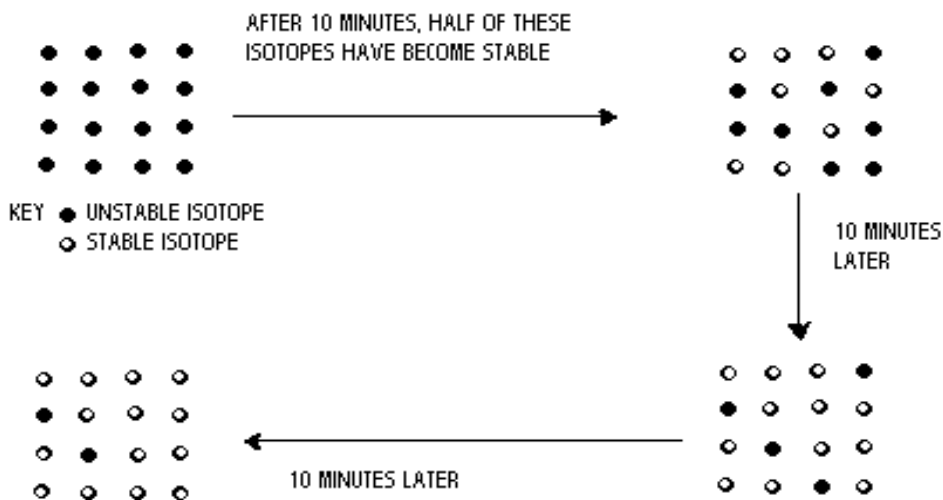 AFTER 10 MINUTES, HALF OF THESE
ISOTOPES HAVE BECOME STABLE
KEY UNSTABLE ISOTOPE
STABLE ISOTOPE
10 MINUTES
LATER
10 MINUTES LATER